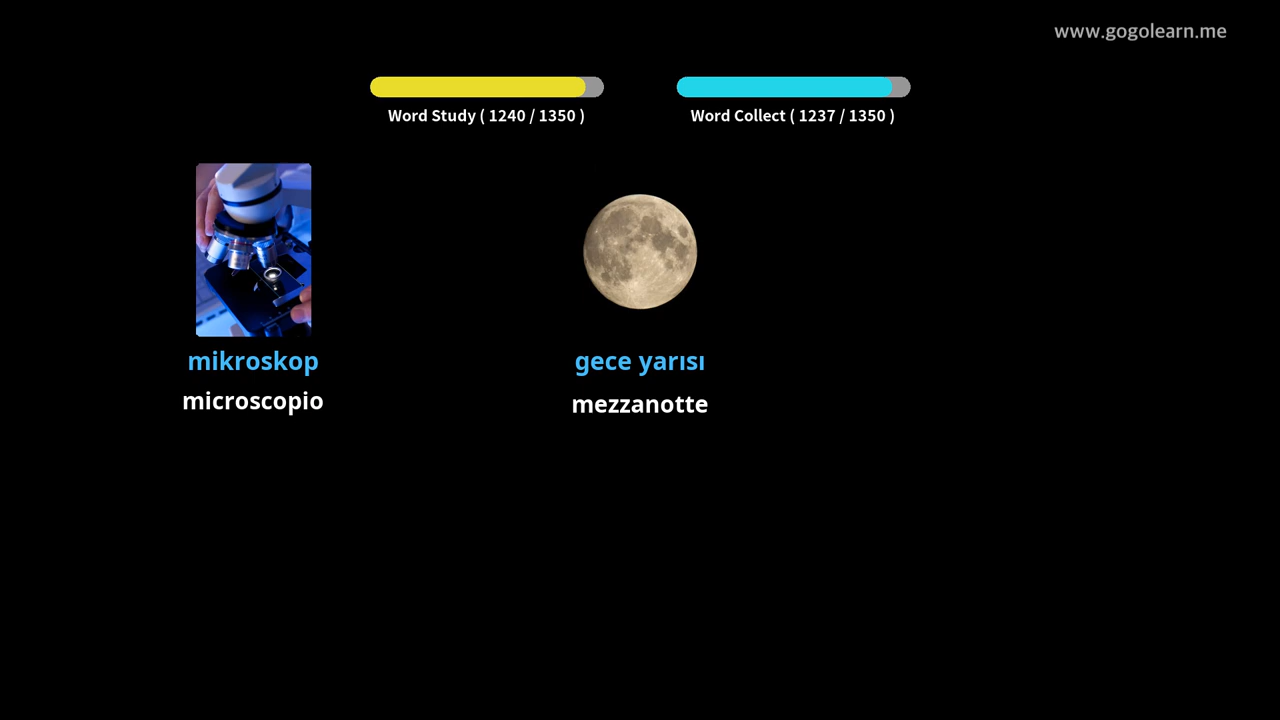 www.gogolearn.me
Word Study ( 1240 / 1350 )
Word Collect ( 1237 / 1350 )
mikroskop
microscopio
gece yarısı
mezzanotte